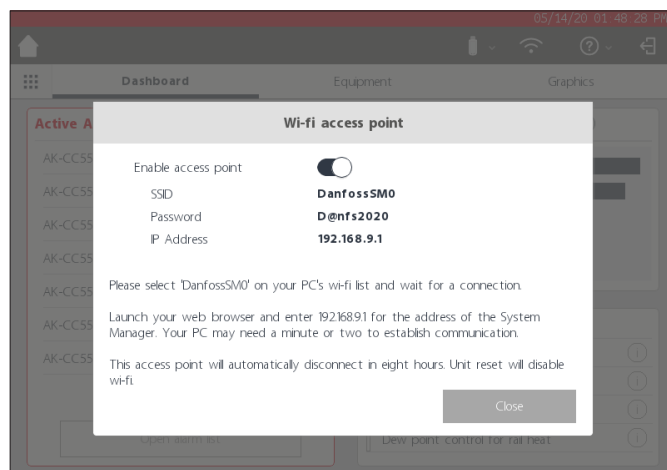 05/14/20 01:48:28 PM
Dashboard Equipment Graphics
Active A
Wi-fi access point
AK-CC55
Enable access point
AK-CC55
SSID DanfossSM0
Password D@nfs2020
AK-CC55
IP Address 192.168.9.1
AK-CC55
AK-CC55
Please select 'DanfossSM0' on your PC's wi-fi list and wait for a connection.
Launch your web browser and enter 192.168.9.1 for the address of the System
AK-CC55
Manager. Your PC may need a minute or two to establish communication.
AK-CC55
This access point will automatically disconnect in eight hours. Unit reset will disable
wi-fi.
Close
Open alarm list
Dew point control for rail heat